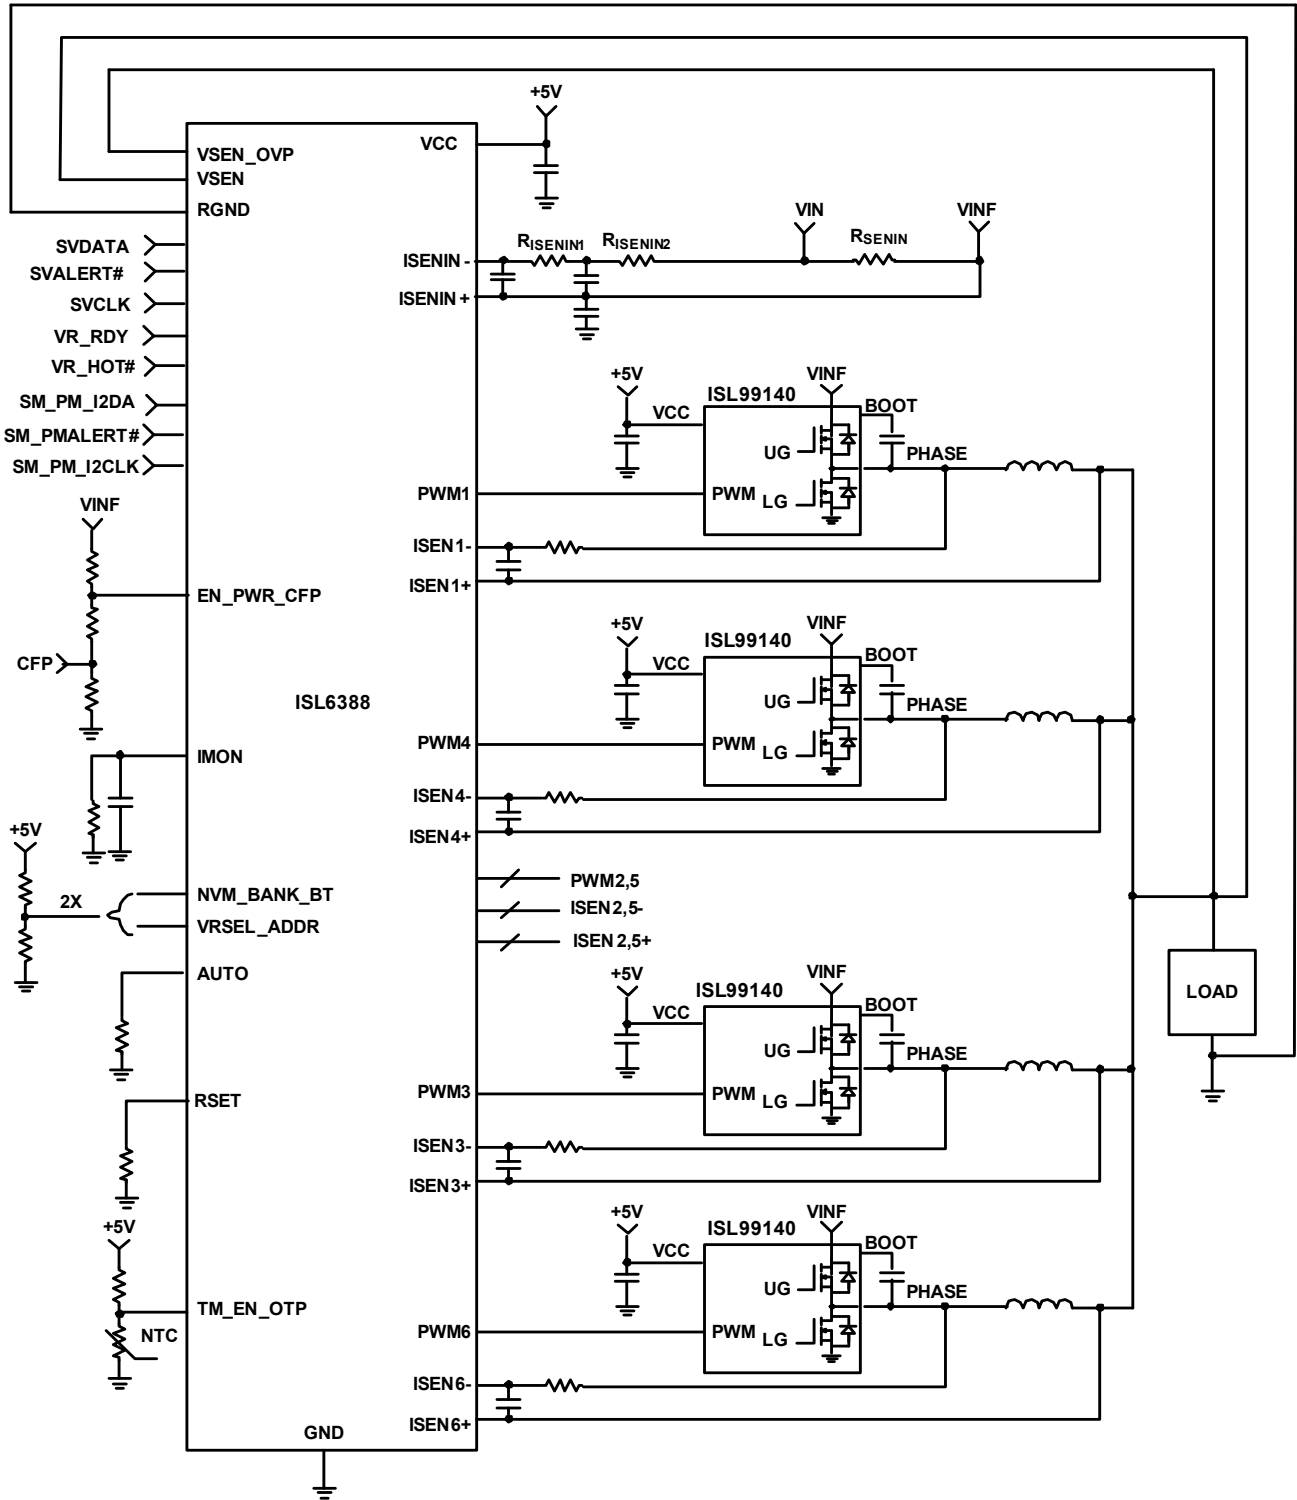 +5V
VSEN_OVP
VSEN
RGND
VCC
SVDATA
SVALERT#
SVCLK
VR_RDY
VR_HOT#
SM_PM_I2DA
SM_PMALERT#
SM_PM_I2CLK
VINF
EN_PWR_CFP
CFP
ISL6388
IMON
+5V
2X
NVM_BANK_BT
VRSEL_ADDR
AUTO
RSET
+5V
TM_EN_OTP
NTC
GND
VIN
VINF
ISENIN -
RISENIN1
RISENIN2
RSENIN
ISENIN +
+5V
ISL99140
VINF
BOOT
VCC
UG
PHASE
PWM1
PWM
LG
ISEN1-
ISEN1+
+5V
ISL99140
VINF
BOOT
VCC
UG
PHASE
PWM4
PWM
LG
ISEN4-
ISEN4+
PWM2,5
ISEN2,5-
ISEN 2,5+
+5V
ISL99140
VINF
BOOT
VCC
UG
PHASE
PWM3
PWM
LG
ISEN3-
ISEN3+
+5V
ISL99140
VINF
BOOT
VCC
UG
PHASE
PWM6
PWM
LG
ISEN6-
ISEN6+
LOAD